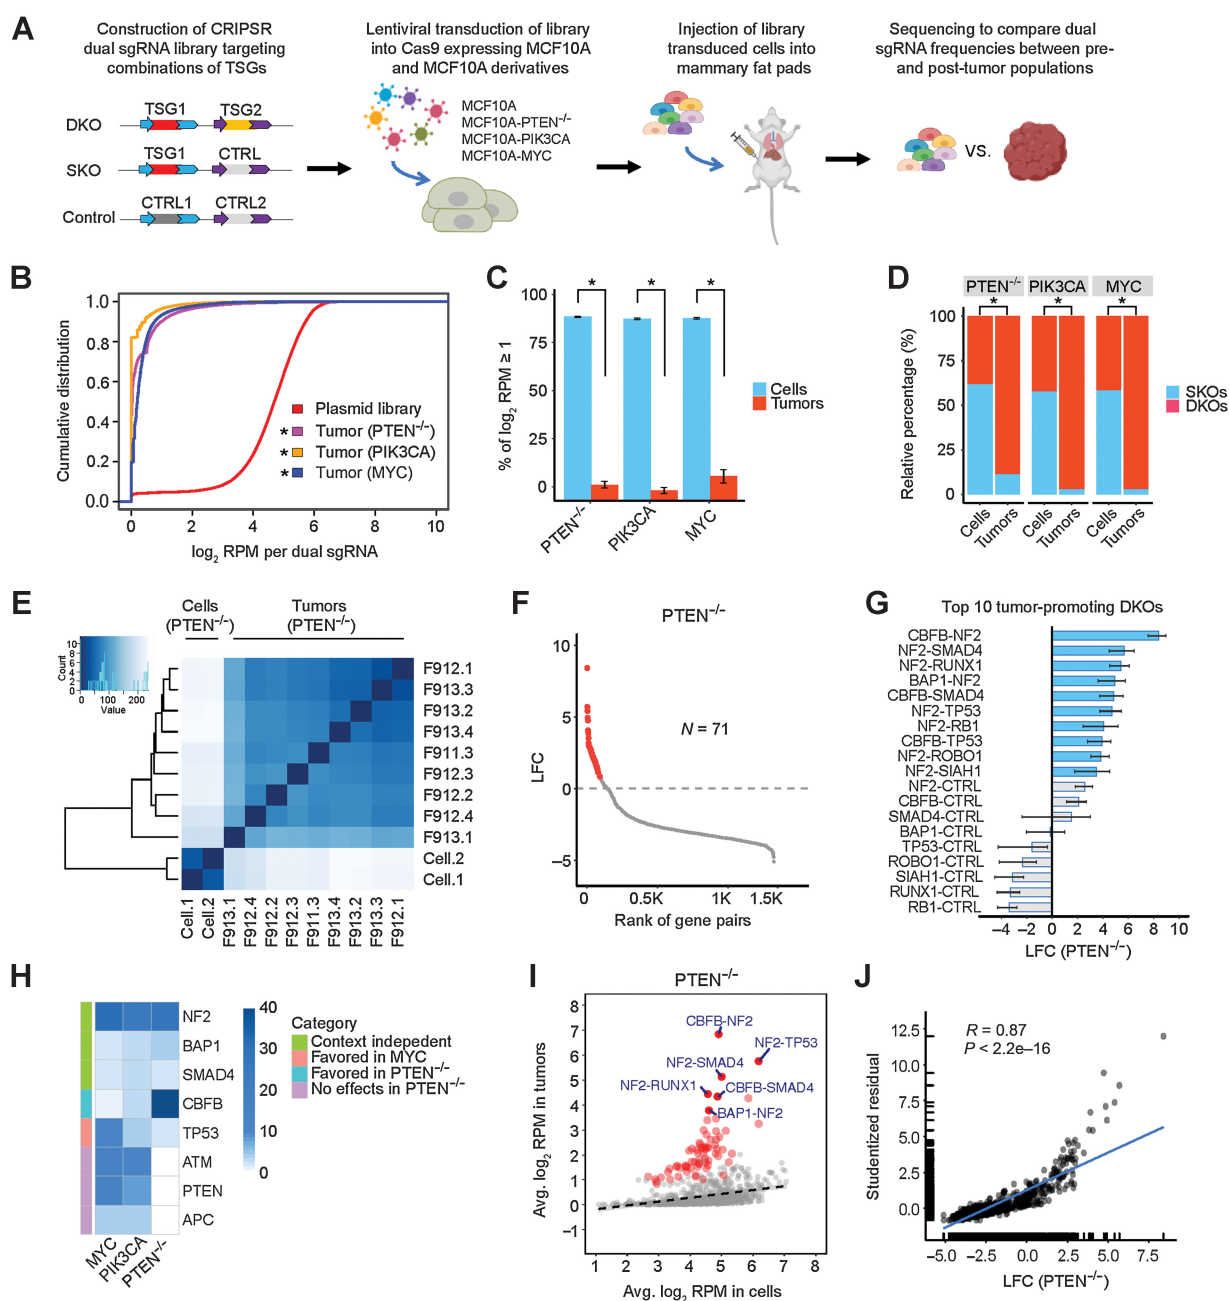 A
Construction of CRIPSR
dual sgRNA library targeting
combinations of TSGs
DKO
TSG1
TSG2
SKO
TSG1
CTRL
Control
CTRL1
CTRL2
Lentiviral transduction of library
into Cas9 expressing MCF10A
and MCF10A derivatives
MCF10A
MCF10A-PTEN⁻/⁻
MCF10A-PIK3CA
MCF10A-MYC
Injection of library
transduced cells into
mammary fat pads
Sequencing to compare dual
sgRNA frequencies between pre-
and post-tumor populations
VS.
B
Cumulative distribution
1.0
0.8
0.6
0.4
0.2
0.0
Plasmid library
* Tumor (PTEN⁻/⁻)
* Tumor (PIK3CA)
* Tumor (MYC)
0 2 4 6 8 10
log₂ RPM per dual sgRNA
C
% of log₂ RPM ≥ 1
100
75
50
25
0
* * *
PTEN⁻/⁻ PIK3CA MYC
Cells
Tumors
D
PTEN⁻/⁻ PIK3CA MYC
* * *
Relative percentage (%)
100
75
50
25
0
Cells Tumors Cells Tumors Cells Tumors
SKOs
DKOs
E
Cells
(PTEN⁻/⁻)
Tumors
(PTEN⁻/⁻)
Count
10
8
6
4
2
0
0 100 200
Value
F912.1
F913.3
F913.2
F913.4
F911.3
F912.3
F912.2
F912.4
F913.1
Cell.2
Cell.1
Cell.1 Cell.2 F913.1 F912.4 F912.2 F912.3 F911.3 F913.4 F913.2 F913.3 F912.1
F
PTEN⁻/⁻
LFC
10
5
0
−5
N = 71
0 0.5K 1K 1.5K
Rank of gene pairs
G
Top 10 tumor-promoting DKOs
CBFB-NF2
NF2-SMAD4
NF2-RUNX1
BAP1-NF2
CBFB-SMAD4
NF2-TP53
NF2-RB1
CBFB-TP53
NF2-ROBO1
NF2-SIAH1
NF2-CTRL
CBFB-CTRL
SMAD4-CTRL
BAP1-CTRL
TP53-CTRL
ROBO1-CTRL
SIAH1-CTRL
RUNX1-CTRL
RB1-CTRL
−4 −2 0 2 4 6 8 10
LFC (PTEN⁻/⁻)
H
NF2
BAP1
SMAD4
CBFB
TP53
ATM
PTEN
APC
MYC PIK3CA PTEN⁻/⁻
40
30
20
10
0
Category
Context indepedent
Favored in MYC
Favored in PTEN⁻/⁻
No effects in PTEN⁻/⁻
I
PTEN⁻/⁻
Avg. log₂ RPM in tumors
8
7
6
5
4
3
2
1
0
−1
CBFB-NF2
NF2-TP53
NF2-SMAD4
NF2-RUNX1
CBFB-SMAD4
BAP1-NF2
1 2 3 4 5 6 7 8
Avg. log₂ RPM in cells
J
Studentized residual
12.5
10.0
7.5
5.0
2.5
0.0
R = 0.87
P < 2.2e−16
−5.0 −2.5 0.0 2.5 5.0 7.5
LFC (PTEN⁻/⁻)